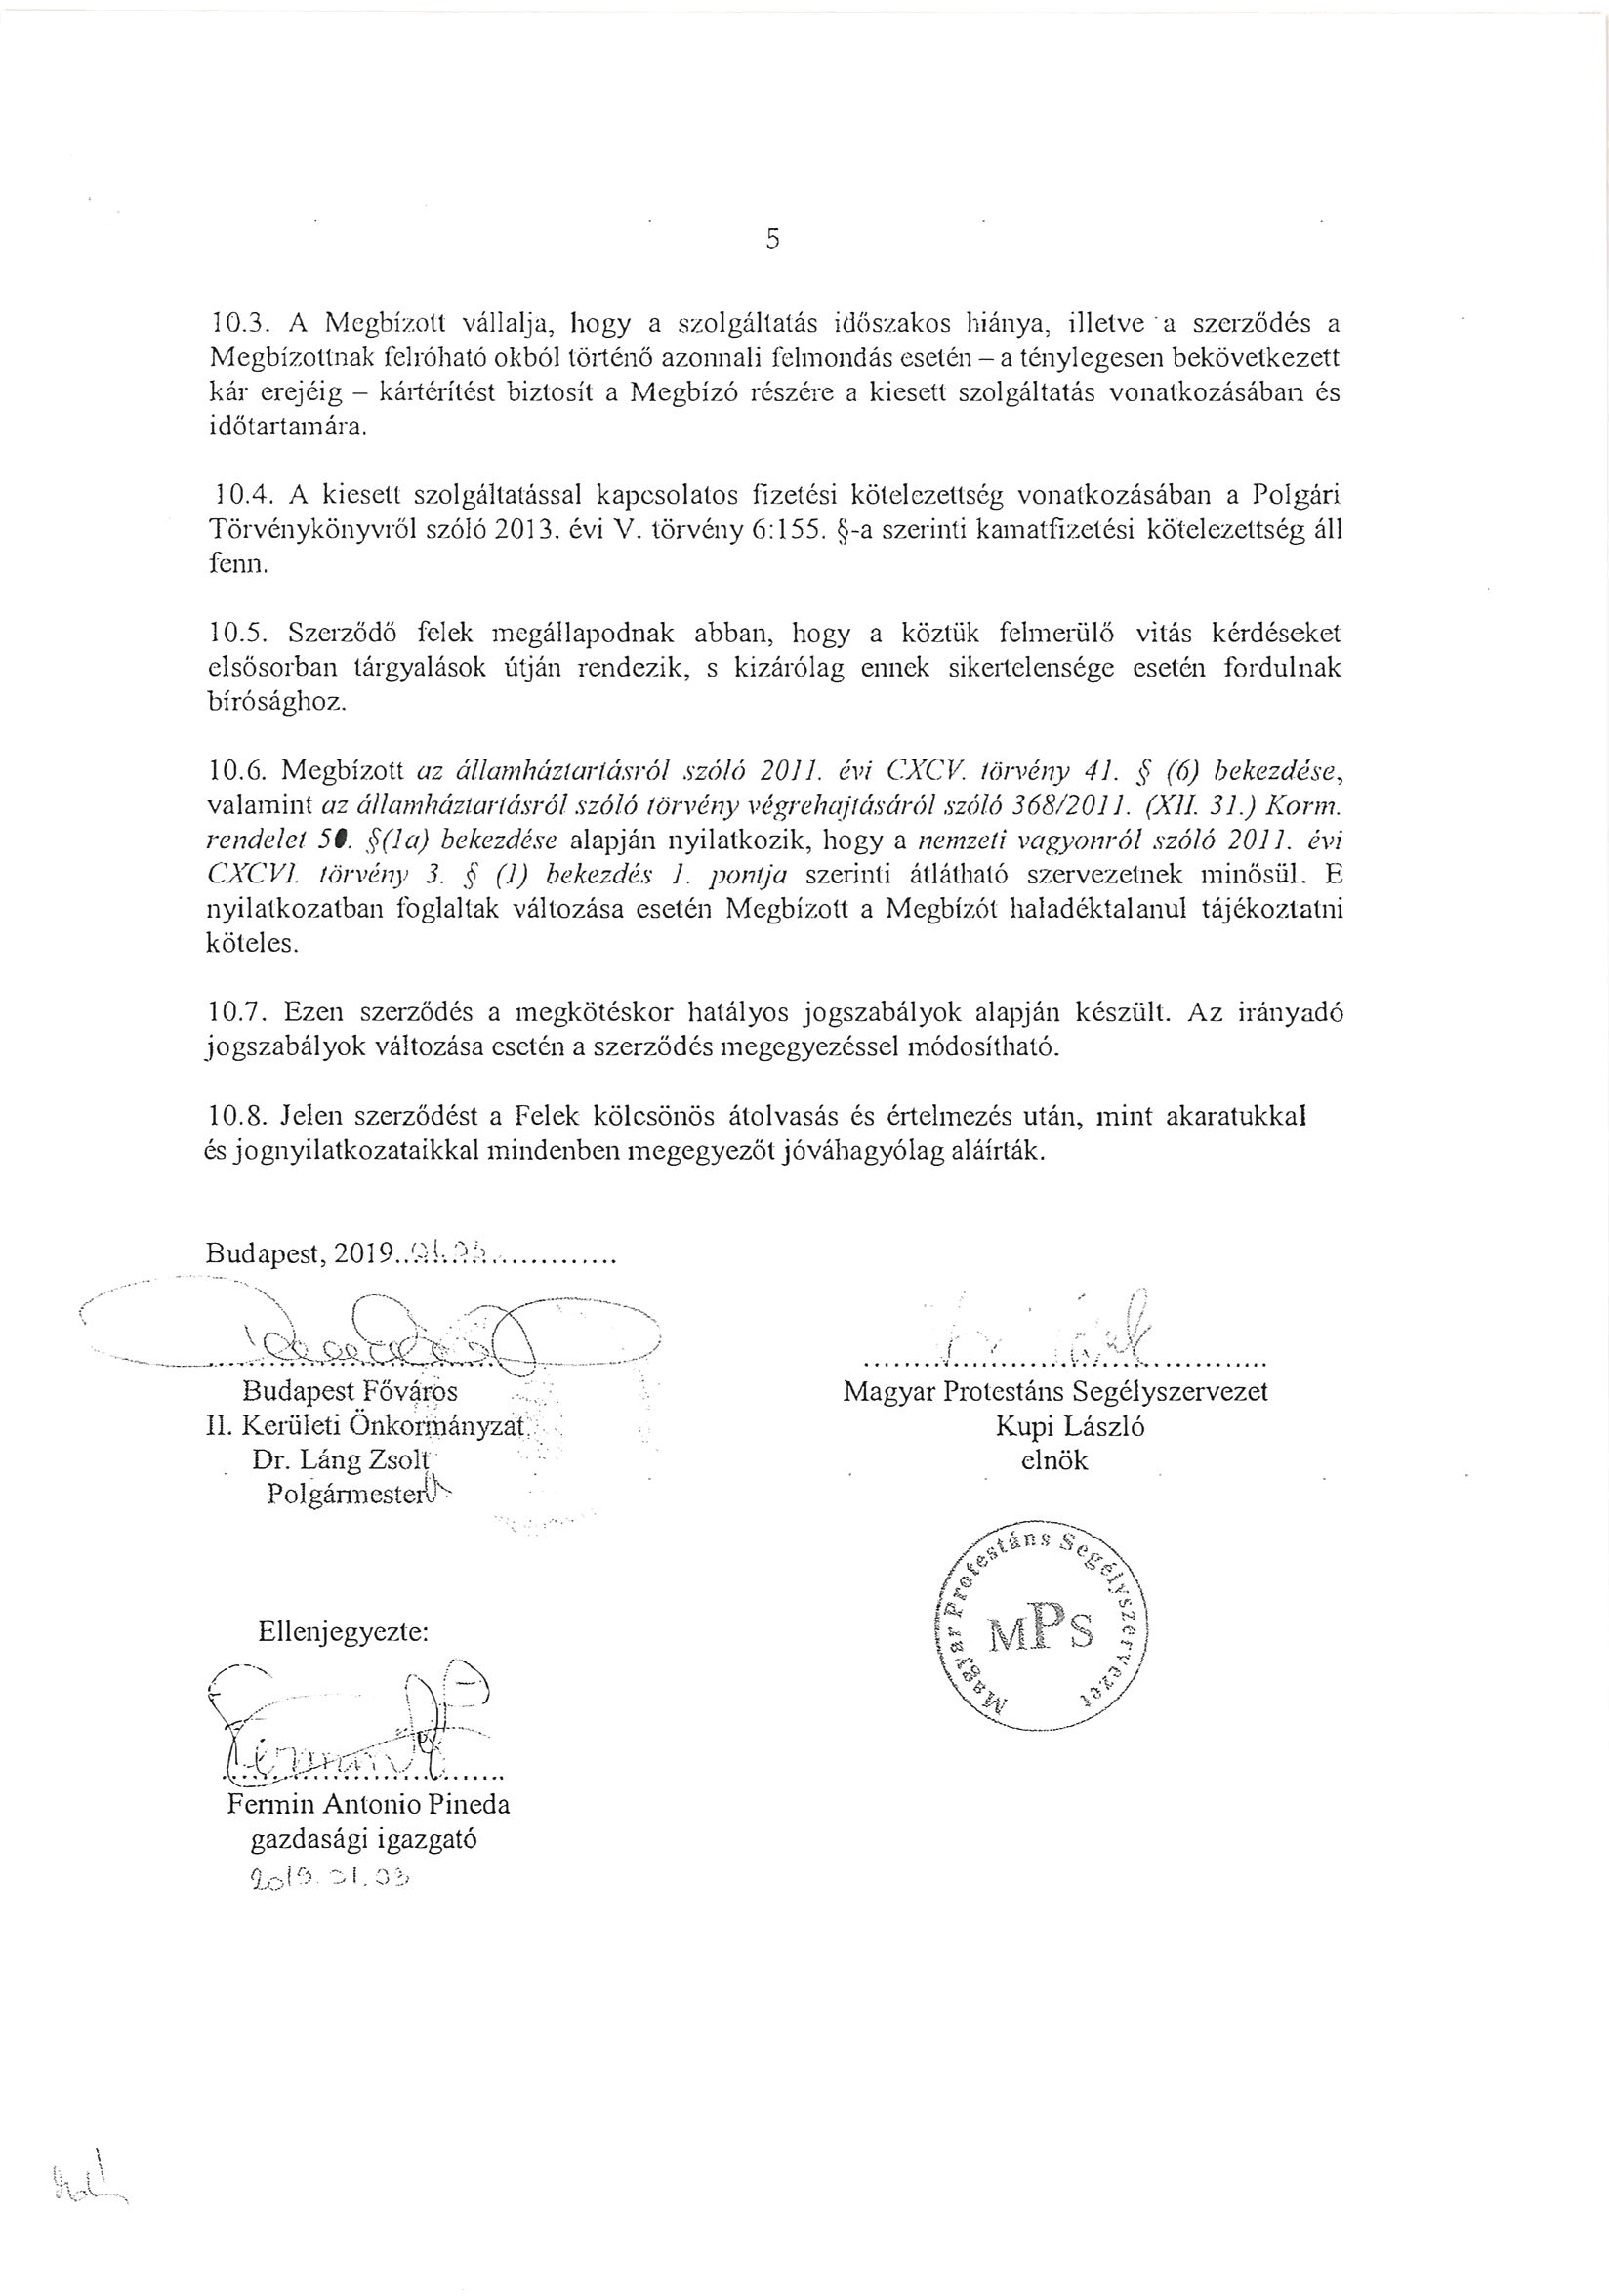 5
10.3. A Megbízott vállalja, hogy a szolgáltatás időszakos hiánya, illetve a szerződés a
Megbízottnak felróható okból történő azonnali felmondás esetén – a ténylegesen bekövetkezett
kár erejéig – kártérítést biztosít a Megbízó részére a kiesett szolgáltatás vonatkozásában és
időtartamára.
10.4. A kiesett szolgáltatással kapcsolatos fizetési kötelezettség vonatkozásában a Polgári
Törvénykönyvről szóló 2013. évi V. törvény 6:155. §-a szerinti kamatfizetési kötelezettség áll
fenn.
10.5. Szerződő felek megállapodnak abban, hogy a köztük felmerülő vitás kérdéseket
elsősorban tárgyalások útján rendezik, s kizárólag ennek sikertelensége esetén fordulnak
bírósághoz.
10.6. Megbízott az államháztartásról szóló 2011. évi CXCV. törvény 41. § (6) bekezdése,
valamint az államháztartásról szóló törvény végrehajtásáról szóló 368/2011. (XII. 31.) Korm.
rendelet 50. §(1a) bekezdése alapján nyilatkozik, hogy a nemzeti vagyonról szóló 2011. évi
CXCVI. törvény 3. § (1) bekezdés 1. pontja szerinti átlátható szervezetnek minősül. E
nyilatkozatban foglaltak változása esetén Megbízott a Megbízót haladéktalanul tájékoztatni
köteles.
10.7. Ezen szerződés a megkötéskor hatályos jogszabályok alapján készült. Az irányadó
jogszabályok változása esetén a szerződés megegyezéssel módosítható.
10.8. Jelen szerződést a Felek kölcsönös átolvasás és értelmezés után, mint akaratukkal
és jognyilatkozataikkal mindenben megegyezőt jóváhagyólag aláírták.
Budapest, 2019..01.03.............
Budapest Főváros
II. Kerületi Önkormányzat
Dr. Láng Zsolt
Polgármester
Magyar Protestáns Segélyszervezet
Kupi László
elnök
Magyar Protestáns Segélyszervezet
MPS
Ellenjegyezte:
Fermin Antonio Pineda
gazdasági igazgató
2019.01.03